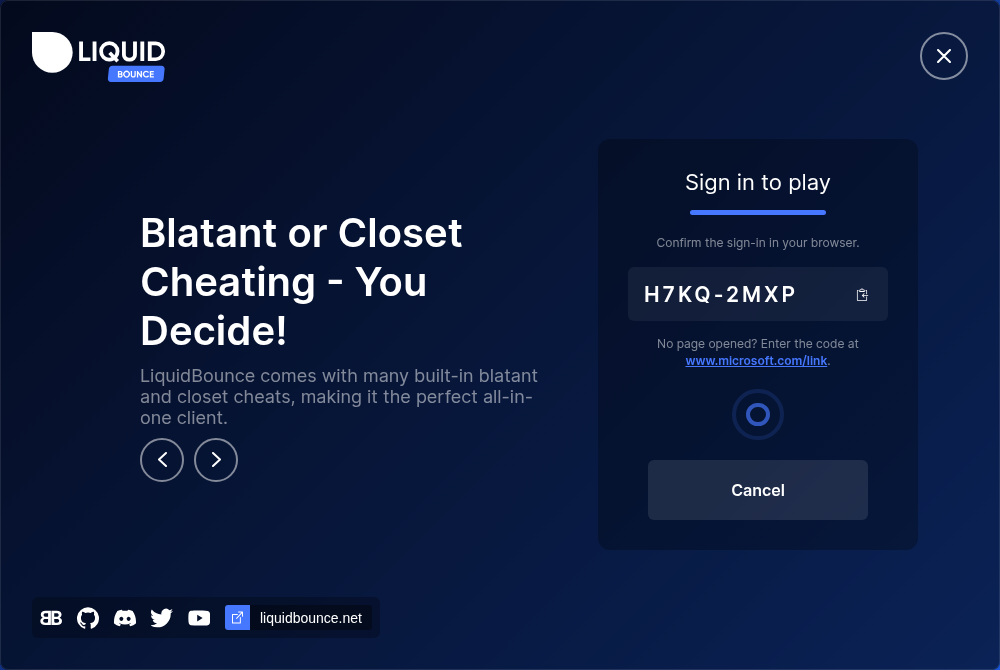 LIQUID
BOUNCE
Sign in to play
Confirm the sign-in in your browser.
H7KQ-2MXP
No page opened? Enter the code at
www.microsoft.com/link.
Cancel
Blatant or Closet
Cheating - You
Decide!
LiquidBounce comes with many built-in blatant
and closet cheats, making it the perfect all-in-
one client.
liquidbounce.net